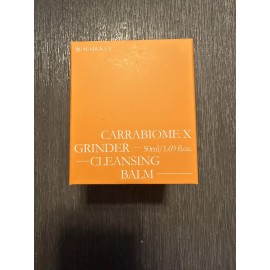 CARRABIOME X
GRINDER — 50ml/1.69 fl.oz.
— CLEANSING
BALM —